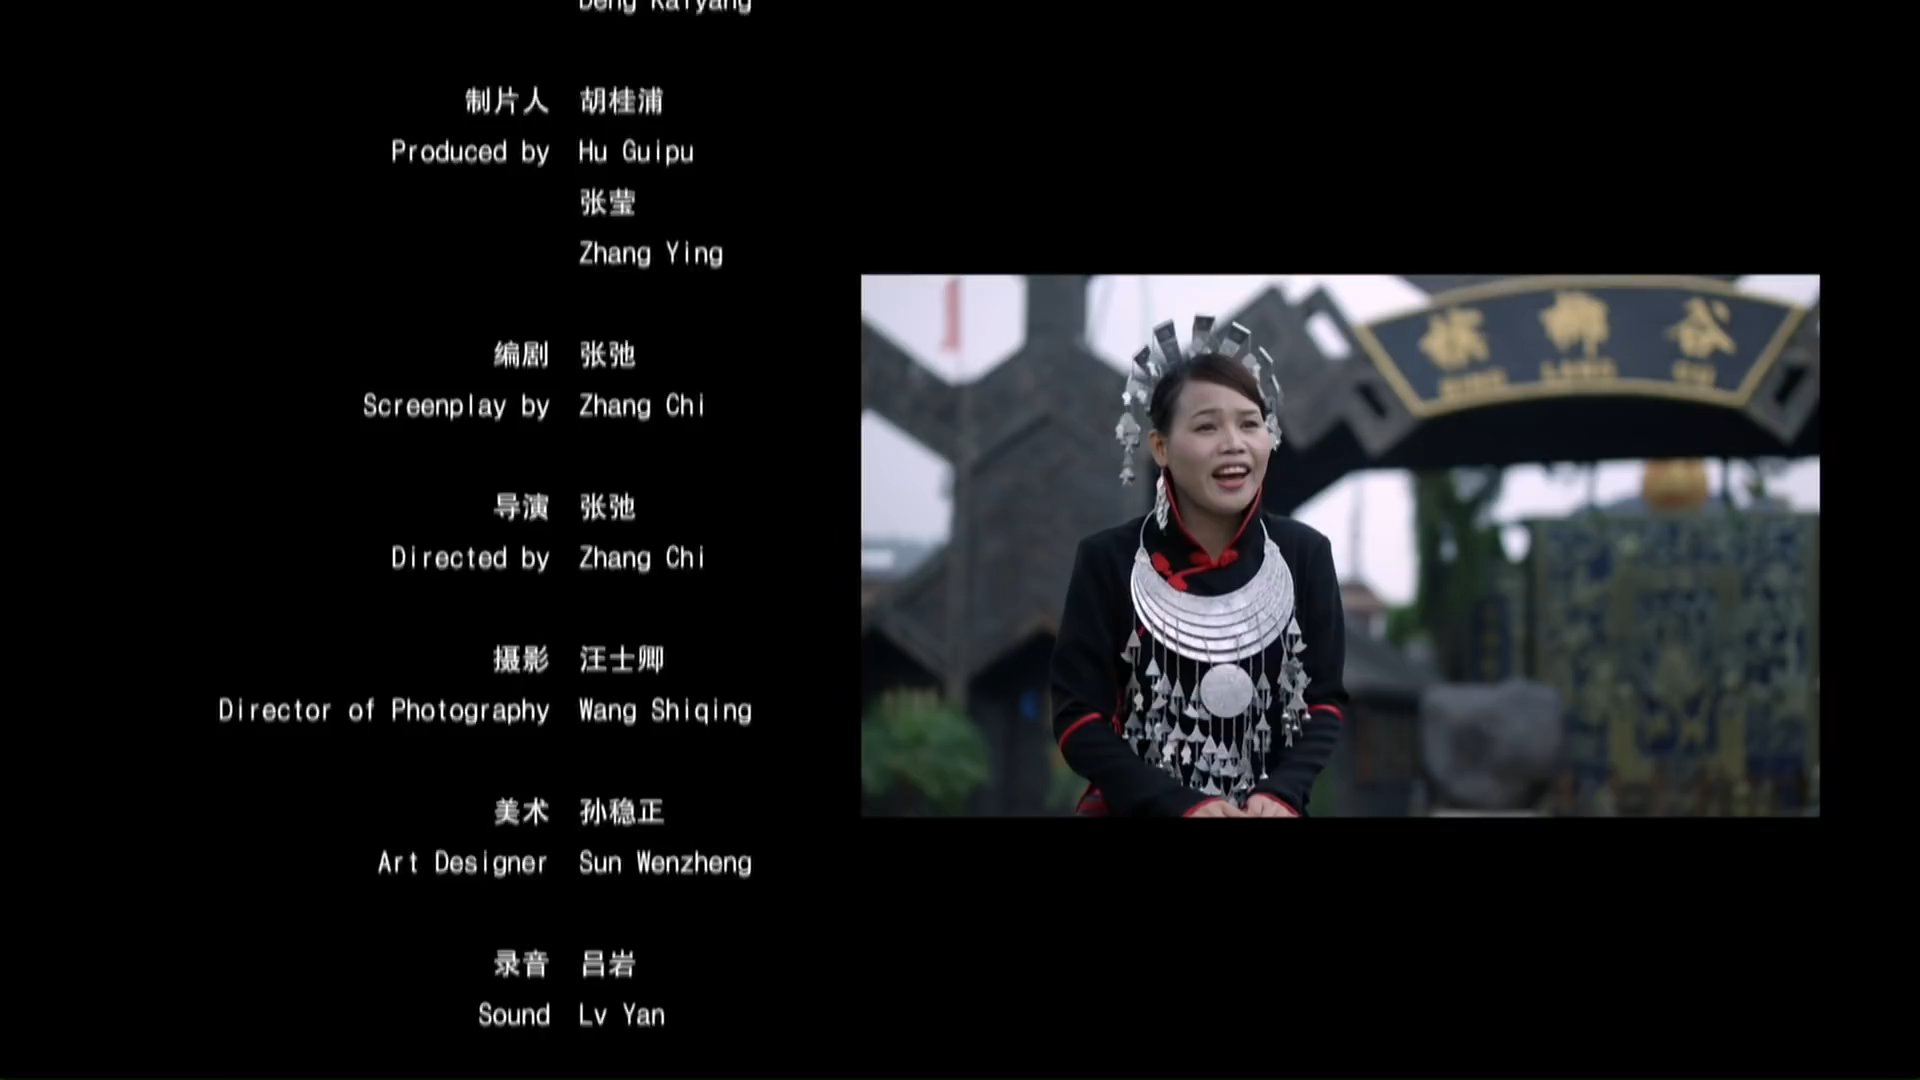 Deng Kaiyang
制片人 胡桂浦
Produced by Hu Guipu
张莹
Zhang Ying
编剧 张弛
Screenplay by Zhang Chi
导演 张弛
Directed by Zhang Chi
摄影 汪士卿
Director of Photography Wang Shiqing
美术 孙稳正
Art Designer Sun Wenzheng
录音 吕岩
Sound Lv Yan